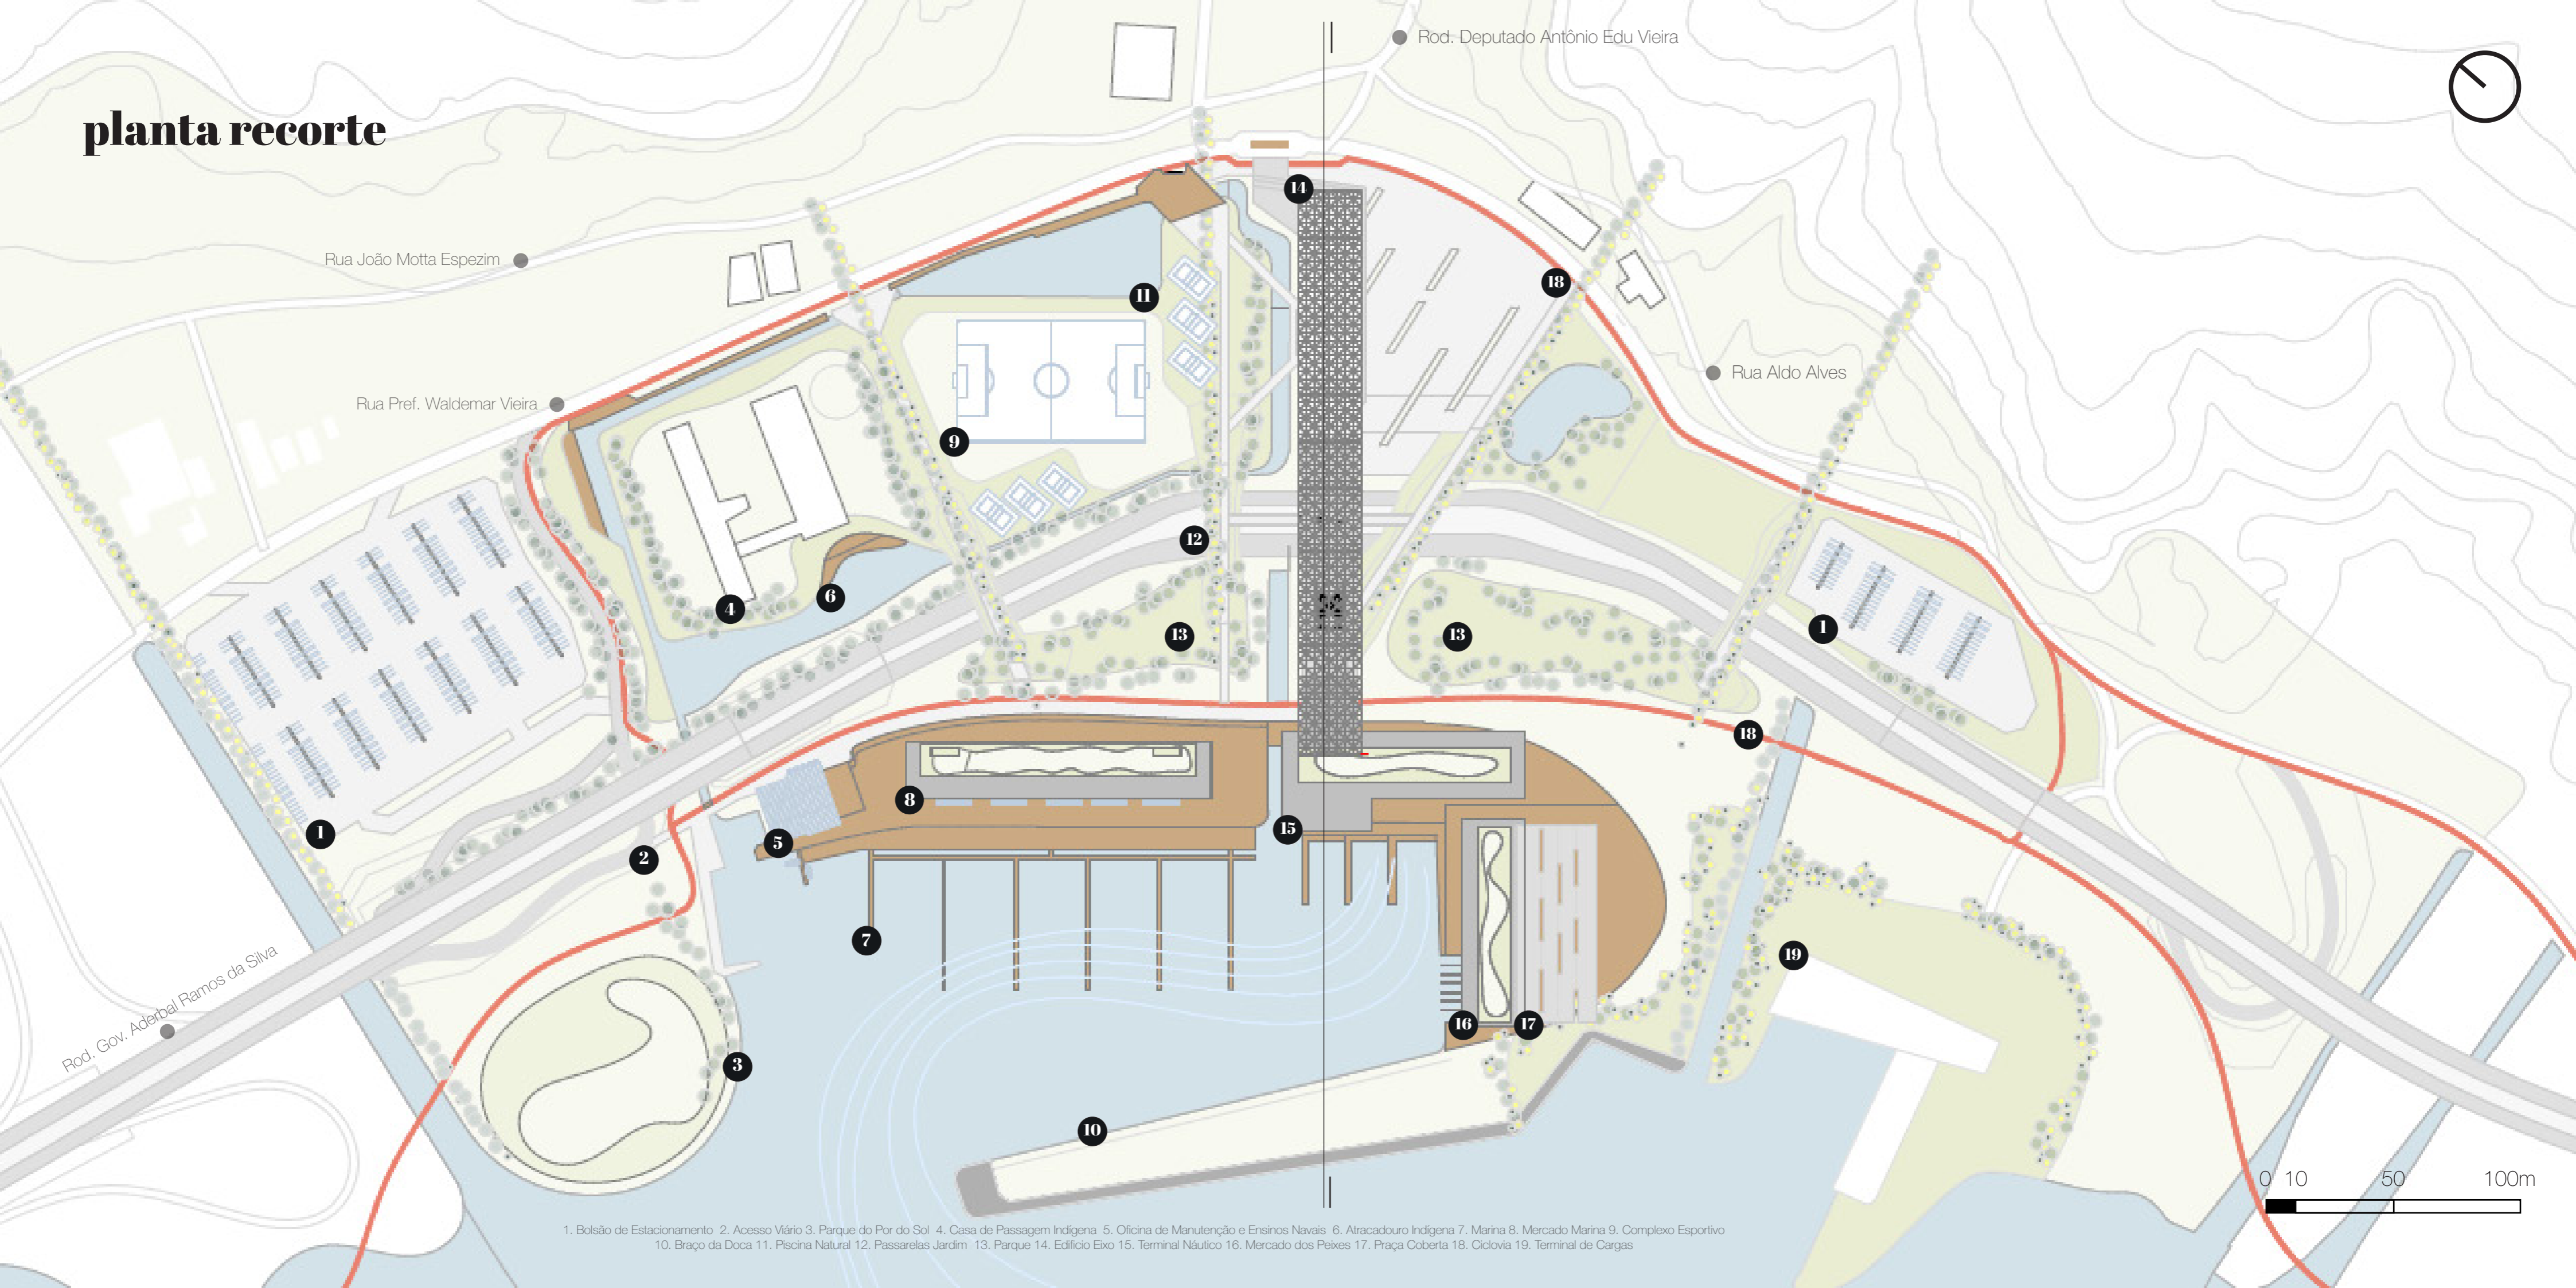 Rod. Deputado Antônio Edu Vieira
planta recorte
14
Rua João Motta Espezim
18
11
Rua Aldo Alves
Rua Pref. Waldemar Vieira
9
12
6
4
13
13
1
18
8
15
1
5
2
7
19
Rod. Gov. Aderbal Ramos da Silva
16
17
3
10
0 10 50 100m
1. Bolsão de Estacionamento 2. Acesso Viário 3. Parque do Por do Sol 4. Casa de Passagem Indígena 5. Oficina de Manutenção e Ensinos Navais 6. Atracadouro Indígena 7. Marina 8. Mercado Marina 9. Complexo Esportivo
10. Braço da Doca 11. Piscina Natural 12. Passarelas Jardim 13. Parque 14. Edificio Eixo 15. Terminal Náutico 16. Mercado dos Peixes 17. Praça Coberta 18. Ciclovia 19. Terminal de Cargas